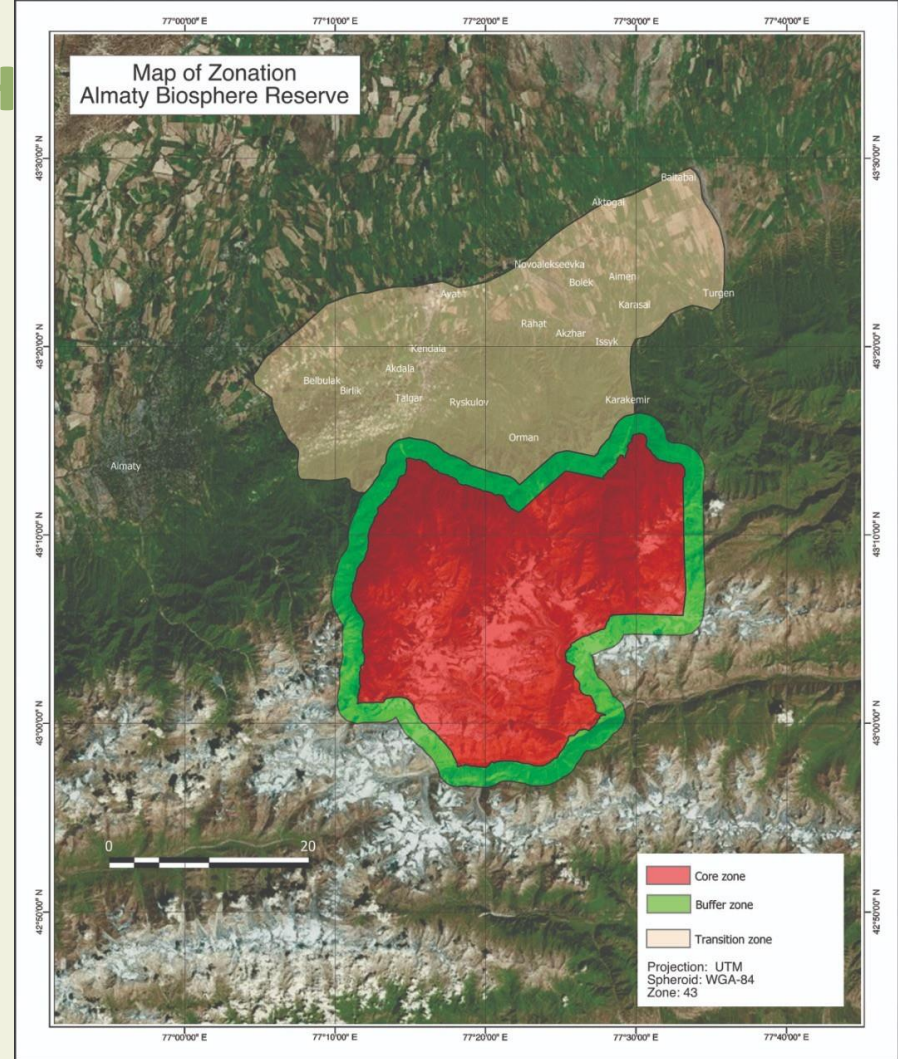 77°00'00" E 77°10'00" E 77°20'00" E 77°30'00" E 77°40'00" E
Map of Zonation
Almaty Biosphere Reserve
43°30'00" N 43°30'00" N
Baltabai
Aktogai
Novoalekseevka
Aimen
Bolek
Ayat
Turgen
Karasal
Rahat
Akzhar
43°20'00" N Issyk 43°20'00" N
Kendala
Akdala
Belbulak
Birlik
Talgar Ryskulov Karakemir
Orman
Almaty
43°10'00" N 43°10'00" N
43°00'00" N 43°00'00" N
0 20
Core zone
Buffer zone
42°50'00" N 42°50'00" N
Transition zone
Projection: UTM
Spheroid: WGA-84
Zone: 43
77°00'00" E 77°10'00" E 77°20'00" E 77°30'00" E 77°40'00" E